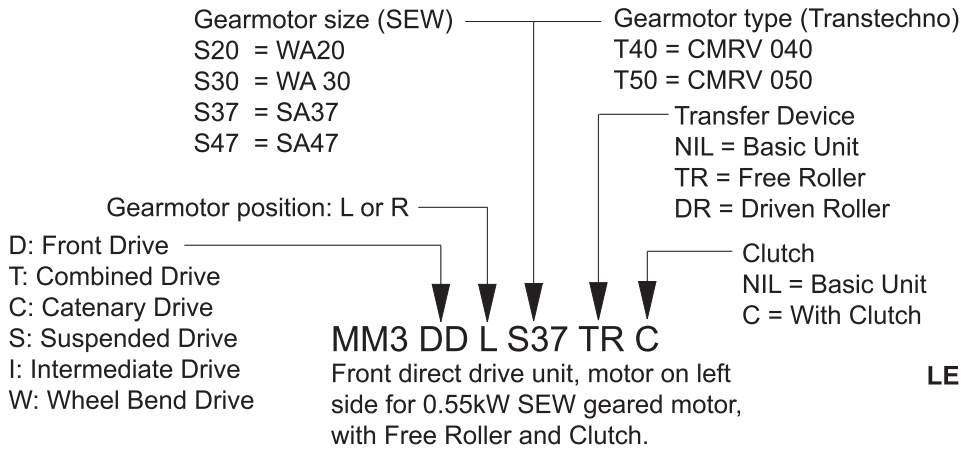 Gearmotor size (SEW)
S20 = WA20
S30 = WA 30
S37 = SA37
S47 = SA47
Gearmotor type (Transtechno)
T40 = CMRV 040
T50 = CMRV 050
Transfer Device
NIL = Basic Unit
TR = Free Roller
DR = Driven Roller
Gearmotor position: L or R
D: Front Drive
T: Combined Drive
C: Catenary Drive
S: Suspended Drive
I: Intermediate Drive
W: Wheel Bend Drive
Clutch
NIL = Basic Unit
C = With Clutch
MM3 DD L S37 TR C
Front direct drive unit, motor on left
side for 0.55kW SEW geared motor,
with Free Roller and Clutch.
LE